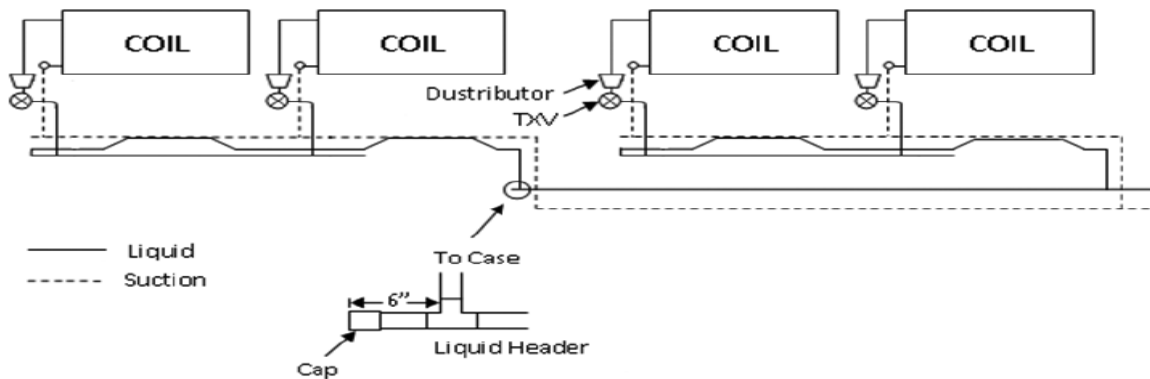 COIL
COIL
COIL
COIL
Dustributor
TXV
Liquid
Suction
To Case
6”
Liquid Header
Cap